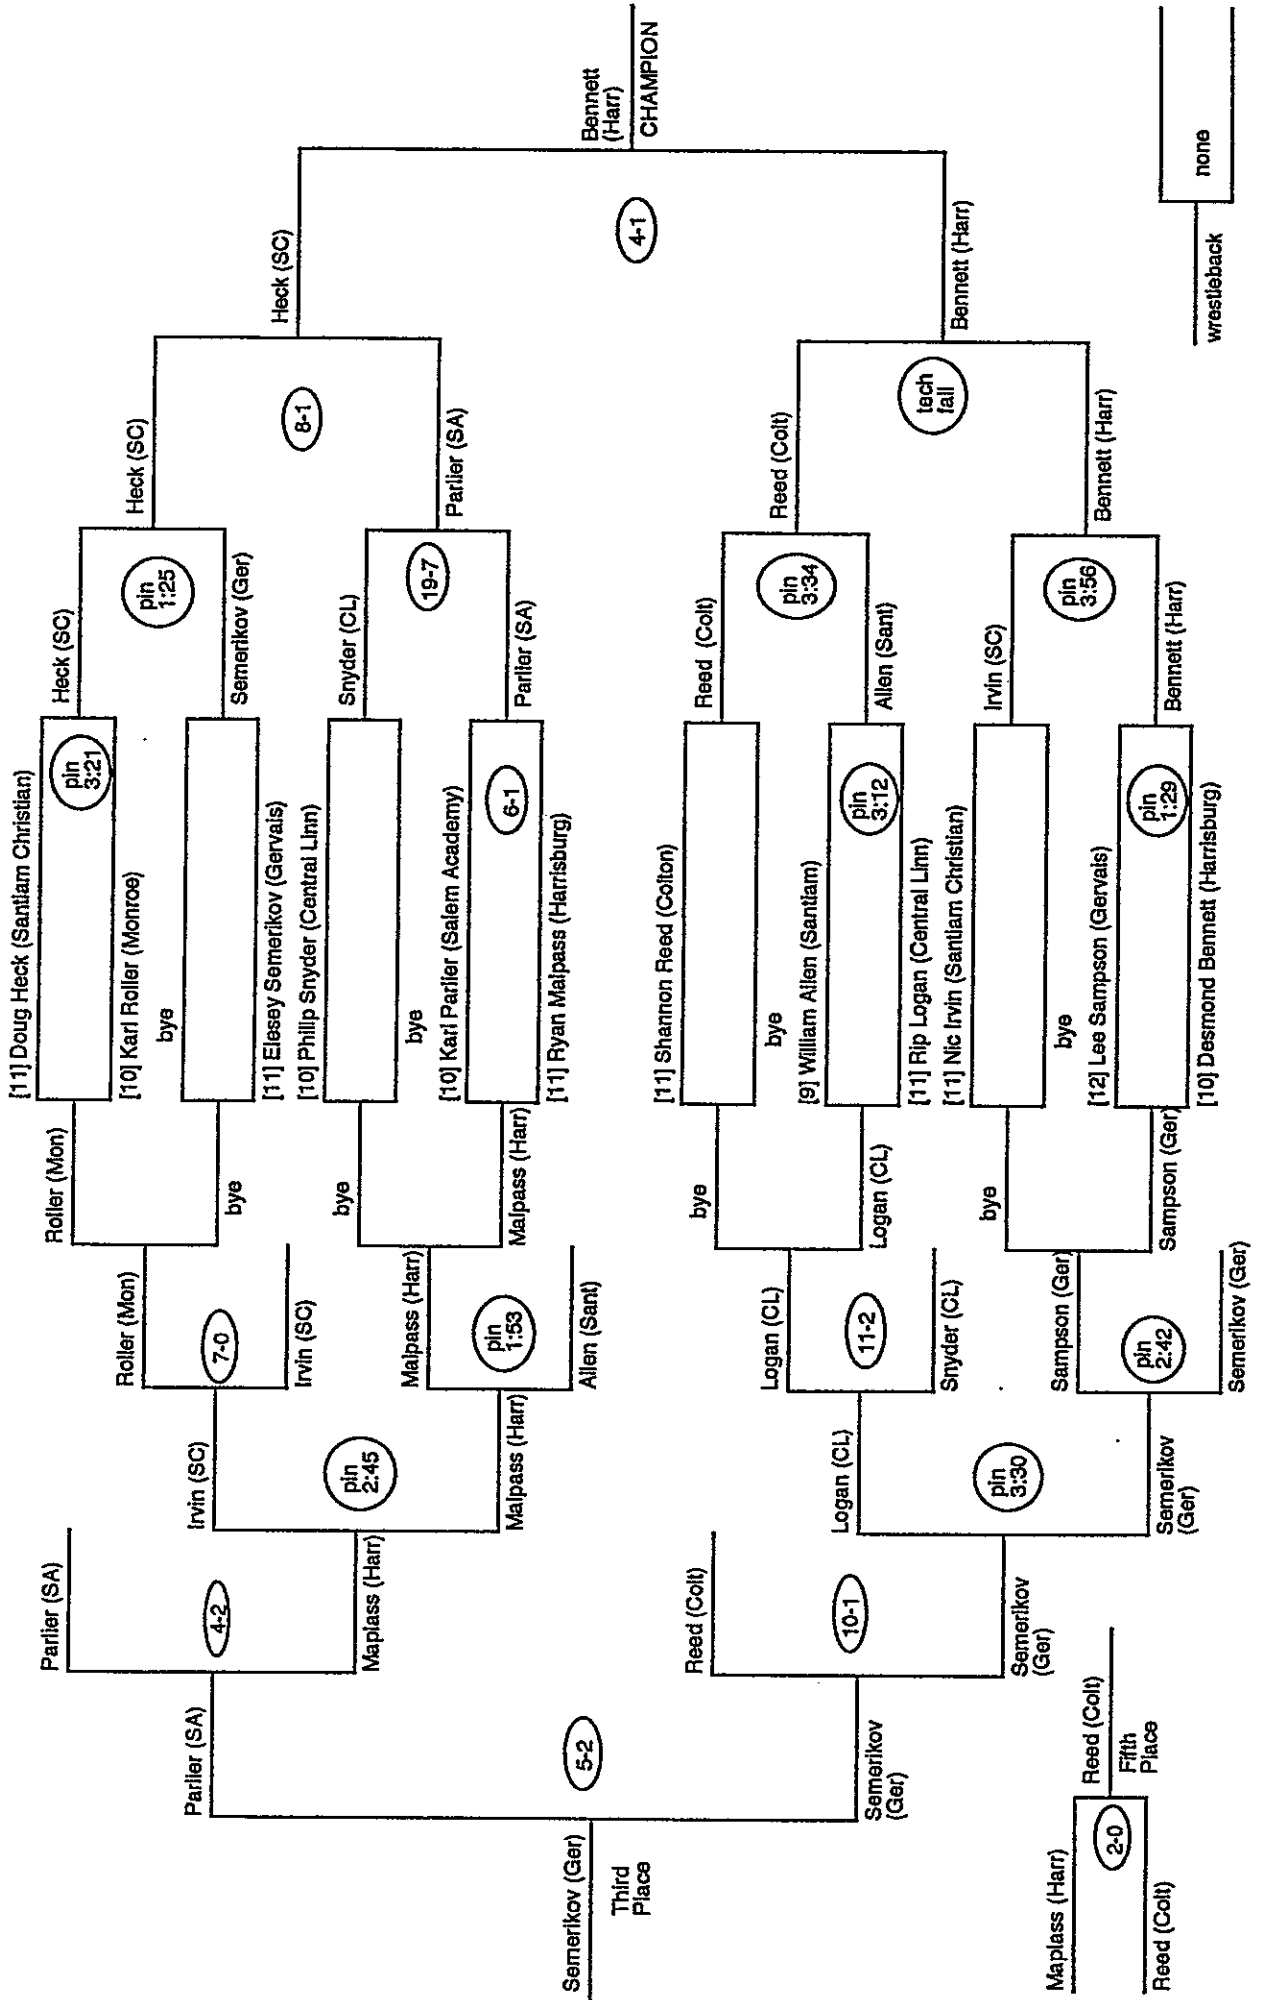 [11] Doug Heck (Santiam Christian)
pin
3:21
[10] Karl Roller (Monroe)
bye
[11] Elesey Semerikov (Gervais)
[10] Philip Snyder (Central Linn)
bye
[10] Karl Parlier (Salem Academy)
6-1
[11] Ryan Malpass (Harrisburg)
[11] Shannon Reed (Colton)
bye
[9] William Allen (Santiam)
pin
3:12
[11] Rip Logan (Central Linn)
[11] Nic Irvin (Santiam Christian)
bye
[12] Lee Sampson (Gervais)
pin
1:29
[10] Desmond Bennett (Harrisburg)
Heck (SC)
pin
1:25
Semerikov (Ger)
Snyder (CL)
19-7
Parlier (SA)
Reed (Colt)
pin
3:34
Allen (Sant)
Irvin (SC)
pin
3:56
Bennett (Harr)
Heck (SC)
8-1
Parlier (SA)
Reed (Colt)
tech
fall
Bennett (Harr)
Heck (SC)
4-1
Bennett (Harr)
Bennett
(Harr)
CHAMPION
wrestleback
none
Roller (Mon)
bye
bye
Malpass (Harr)
bye
Logan (CL)
bye
Sampson (Ger)
Roller (Mon)
7-0
Irvin (SC)
Malpass (Harr)
pin
1:53
Allen (Sant)
Logan (CL)
11-2
Snyder (CL)
Sampson (Ger)
pin
2:42
Semerikov (Ger)
Irvin (SC)
pin
2:45
Malpass (Harr)
Logan (CL)
pin
3:30
Semerikov
(Ger)
Parlier (SA)
4-2
Maplass (Harr)
Reed (Colt)
10-1
Semerikov
(Ger)
Parlier (SA)
5-2
Semerikov
(Ger)
Semerikov (Ger)
Third
Place
Maplass (Harr)
2-0
Reed (Colt)
Reed (Colt)
Fifth
Place